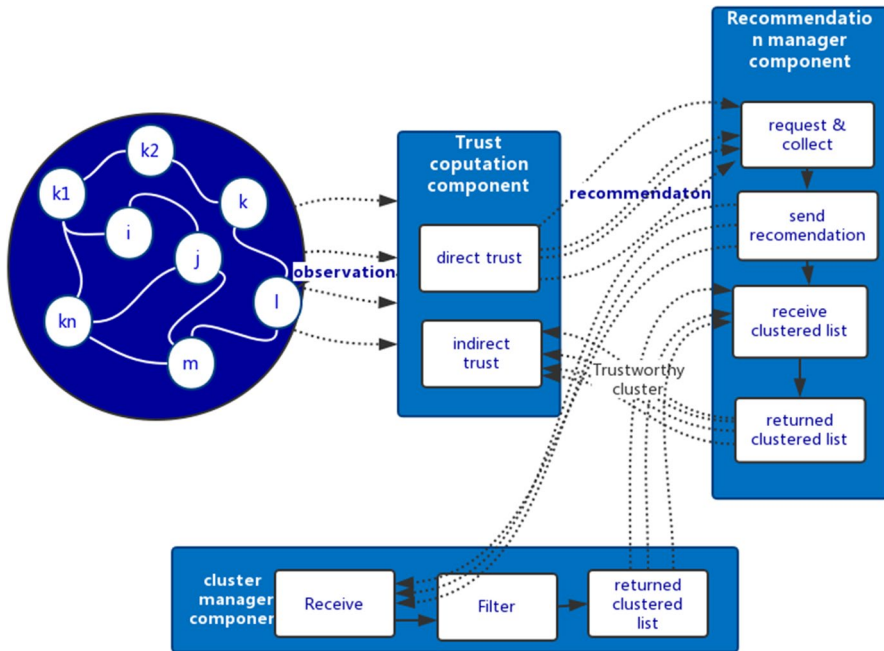 Recommendatio
n manager
component
request &
collect
send
recomendation
receive
clustered list
returned
clustered list
Trust
coputation
component
direct trust
indirect
trust
recommendaton
observation
Trustworthy
cluster
k2
k1
k
i
j
l
kn
m
cluster
manager
componen
Receive
Filter
returned
clustered
list